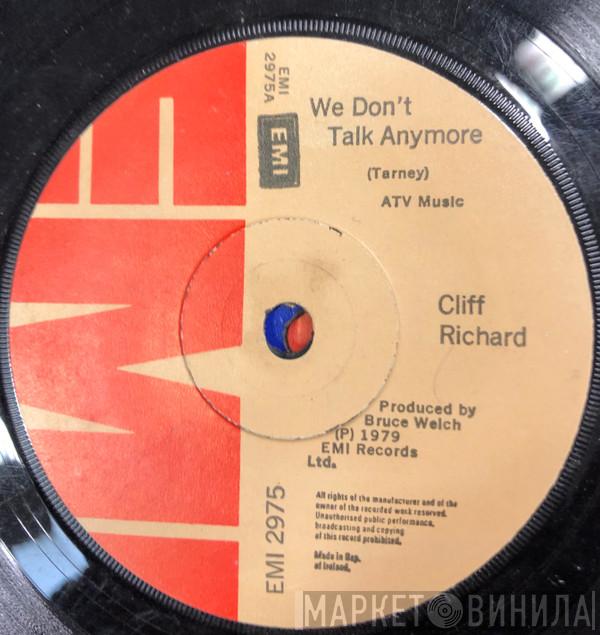 EMI
2975A
EMI
We Don't
Talk Anymore
(Tarney)
ATV Music
Cliff
Richard
Produced by
Bruce Welch
(P) 1979
EMI Records
Ltd.
EMI 2975
All rights of the manufacturer and of the
owner of the recorded work reserved.
Unauthorised public performance,
broadcasting and copying
of this record prohibited.
Made in Rep.
of Ireland.
EMI
МАРКЕТ ВИНИЛА